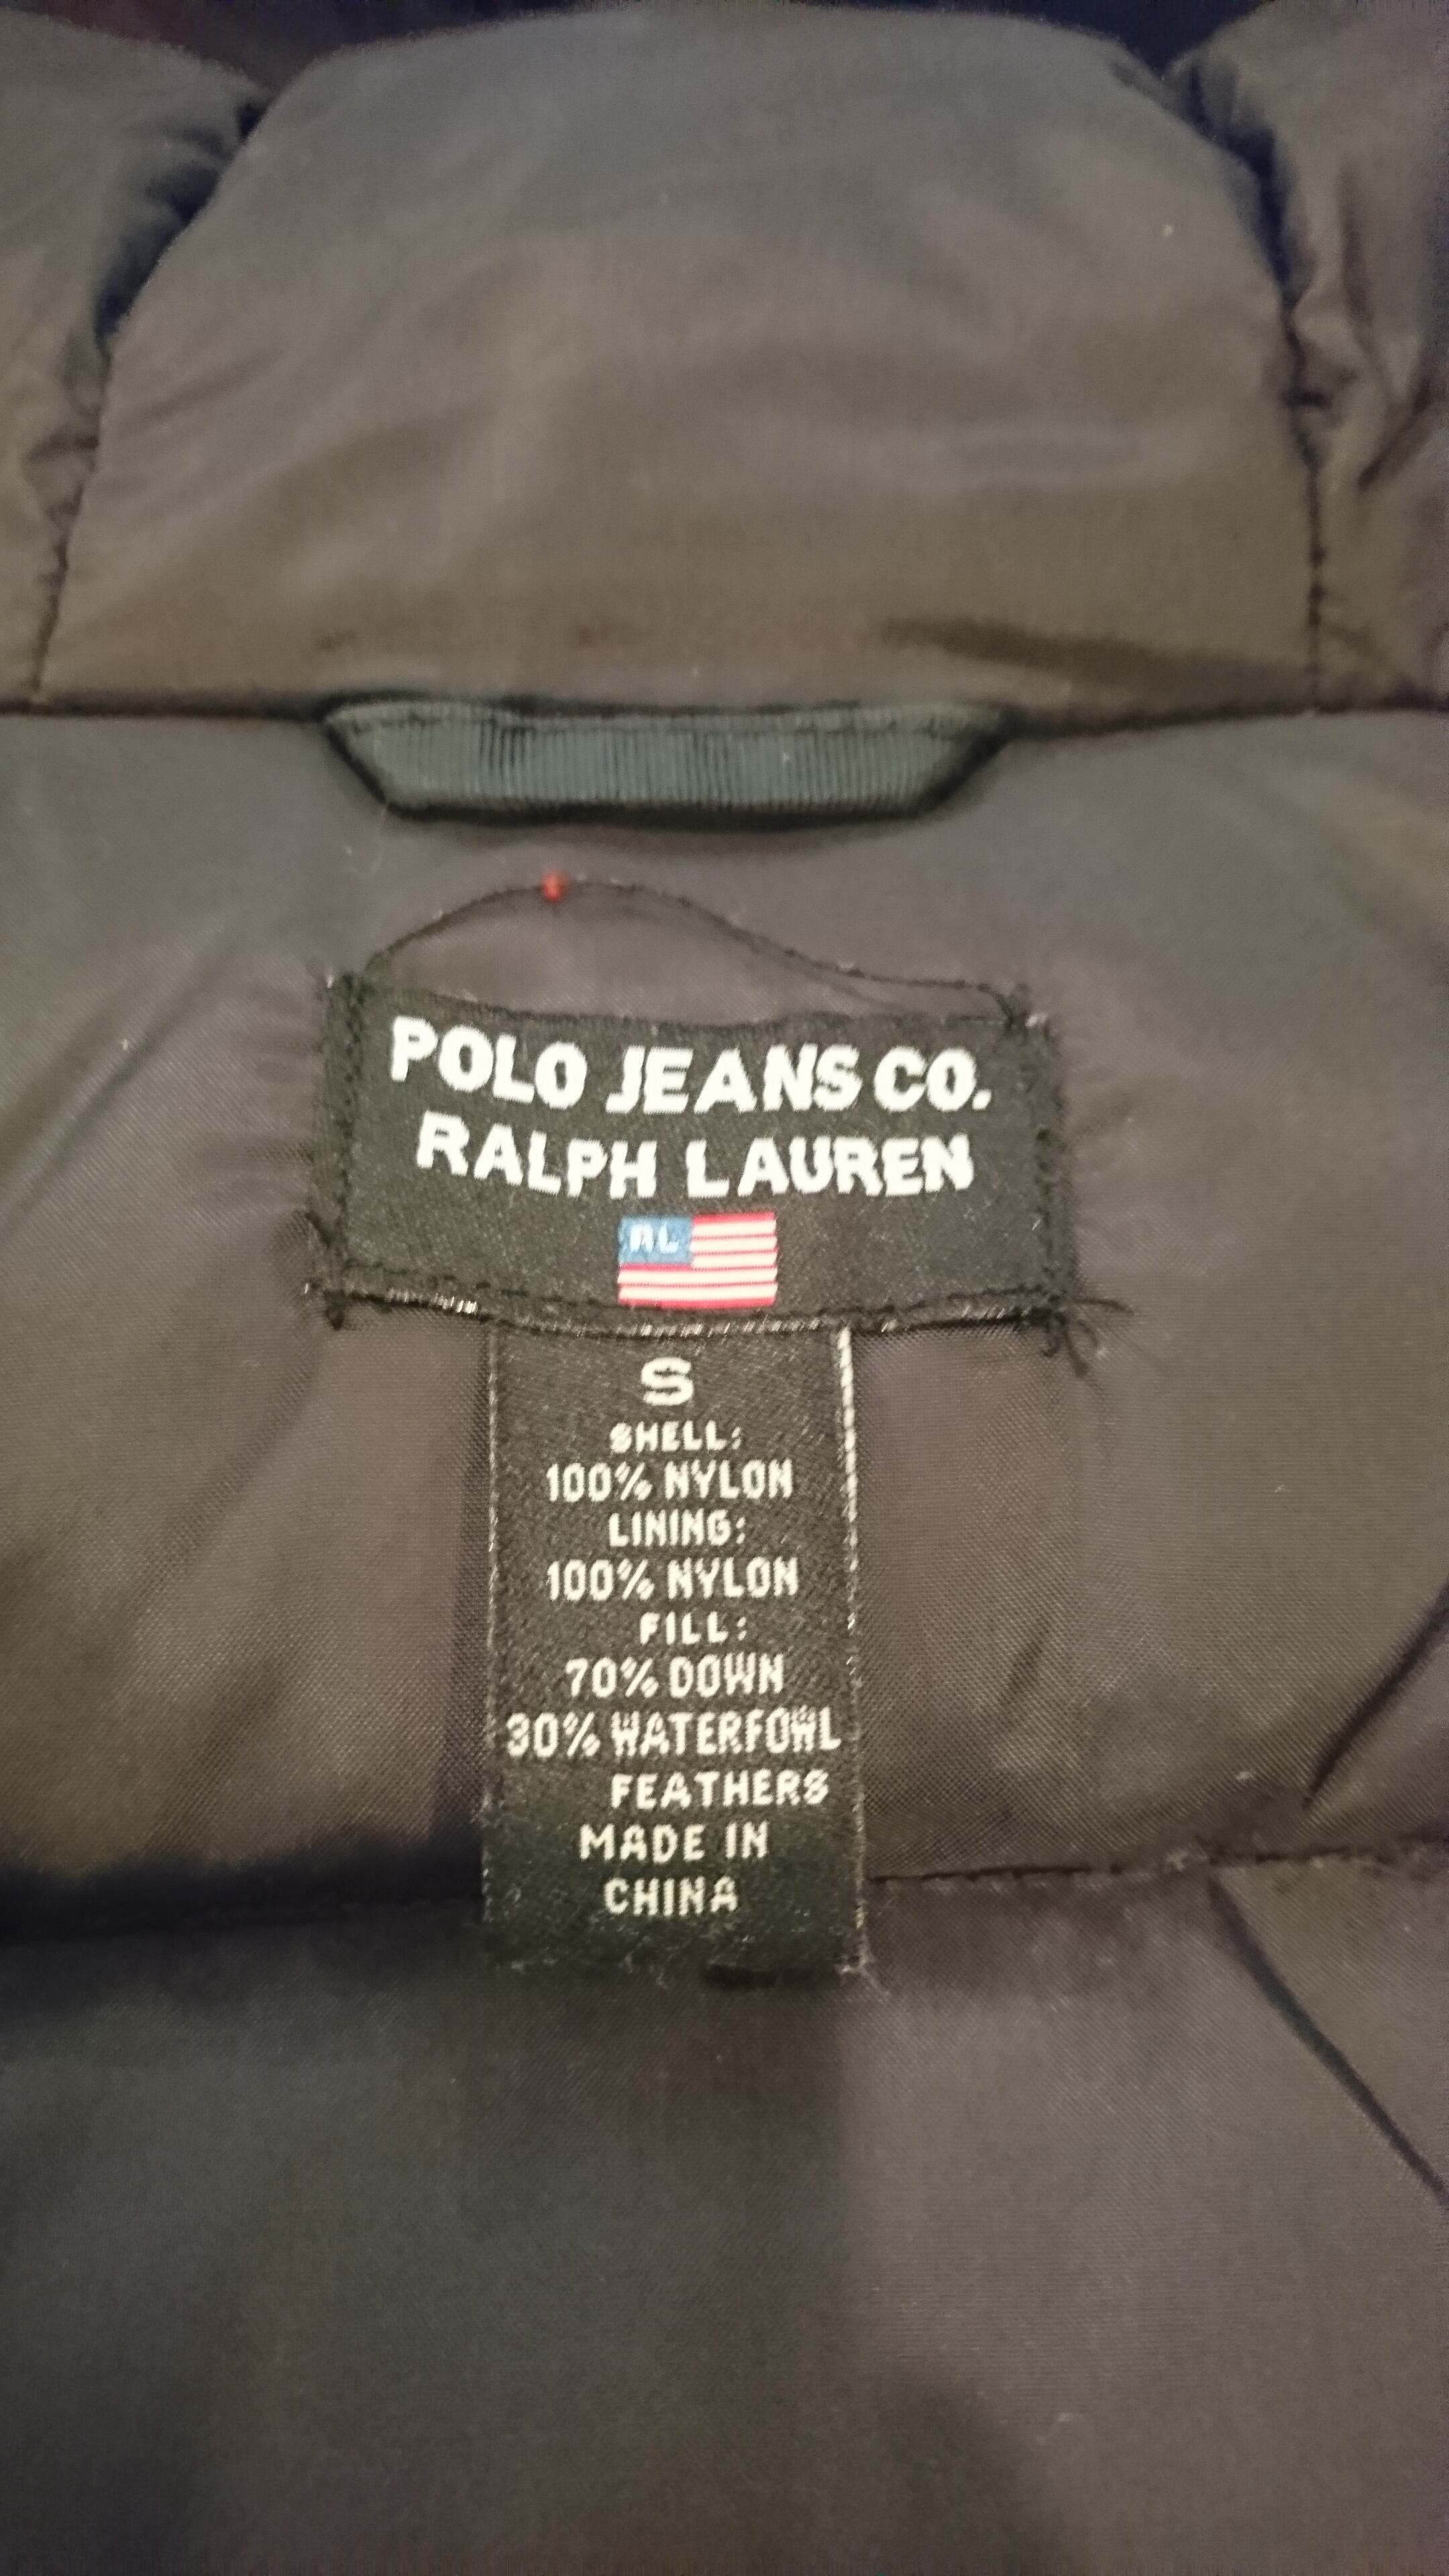 POLO JEANS CO.
RALPH LAUREN
RL
S
SHELL:
100% NYLON
LINING:
100% NYLON
FILL:
70% DOWN
30% WATERFOWL
FEATHERS
MADE IN
CHINA